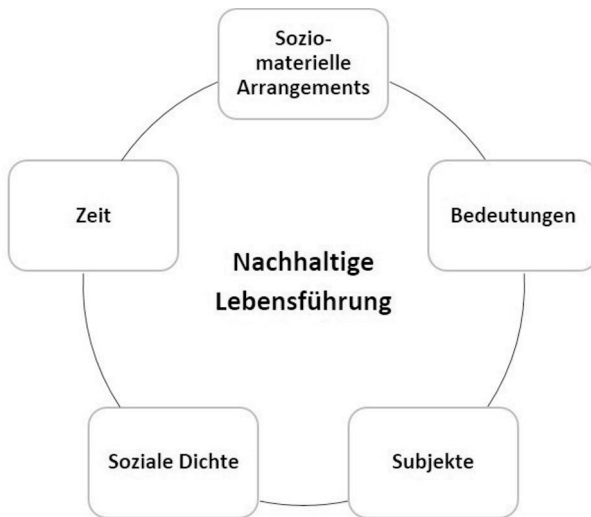 Sozio-
materielle
Arrangements
Zeit
Bedeutungen
Nachhaltige
Lebensführung
Soziale Dichte
Subjekte